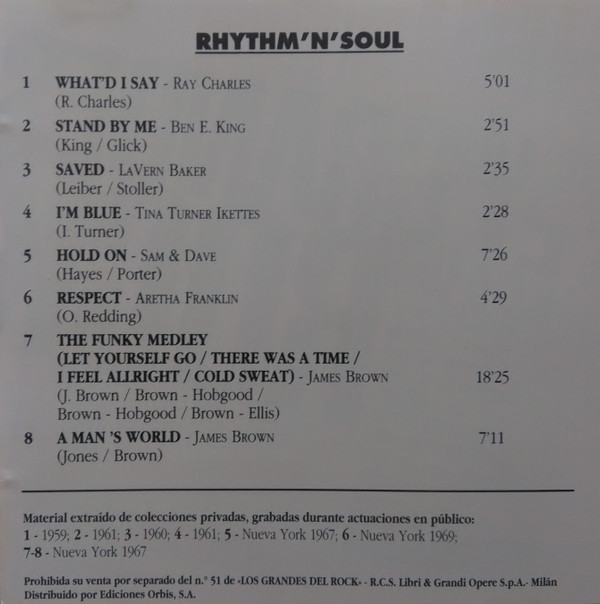 RHYTHM'N'SOUL
1 WHAT'D I SAY - RAY CHARLES 5'01
(R. Charles)
2 STAND BY ME - BEN E. KING 2'51
(King / Glick)
3 SAVED - LAVERN BAKER 2'35
(Leiber / Stoller)
4 I'M BLUE - TINA TURNER IKETTES 2'28
(I. Turner)
5 HOLD ON - SAM & DAVE 7'26
(Hayes / Porter)
6 RESPECT - ARETHA FRANKLIN 4'29
(O. Redding)
7 THE FUNKY MEDLEY
(LET YOURSELF GO / THERE WAS A TIME /
I FEEL ALLRIGHT / COLD SWEAT) - JAMES BROWN 18'25
(J. Brown / Brown - Hobgood /
Brown - Hobgood / Brown - Ellis)
8 A MAN 'S WORLD - JAMES BROWN 7'11
(Jones / Brown)
Material extraído de colecciones privadas, grabadas durante actuaciones en público:
1 - 1959; 2 - 1961; 3 - 1960; 4 - 1961; 5 - Nueva York 1967; 6 - Nueva York 1969;
7-8 - Nueva York 1967
Prohibida su venta por separado del n.° 51 de «LOS GRANDES DEL ROCK» - R.C.S. Libri & Grandi Opere S.p.A.- Milán
Distribuido por Ediciones Orbis, S.A.